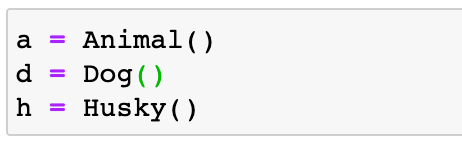 a = Animal()
d = Dog()
h = Husky()